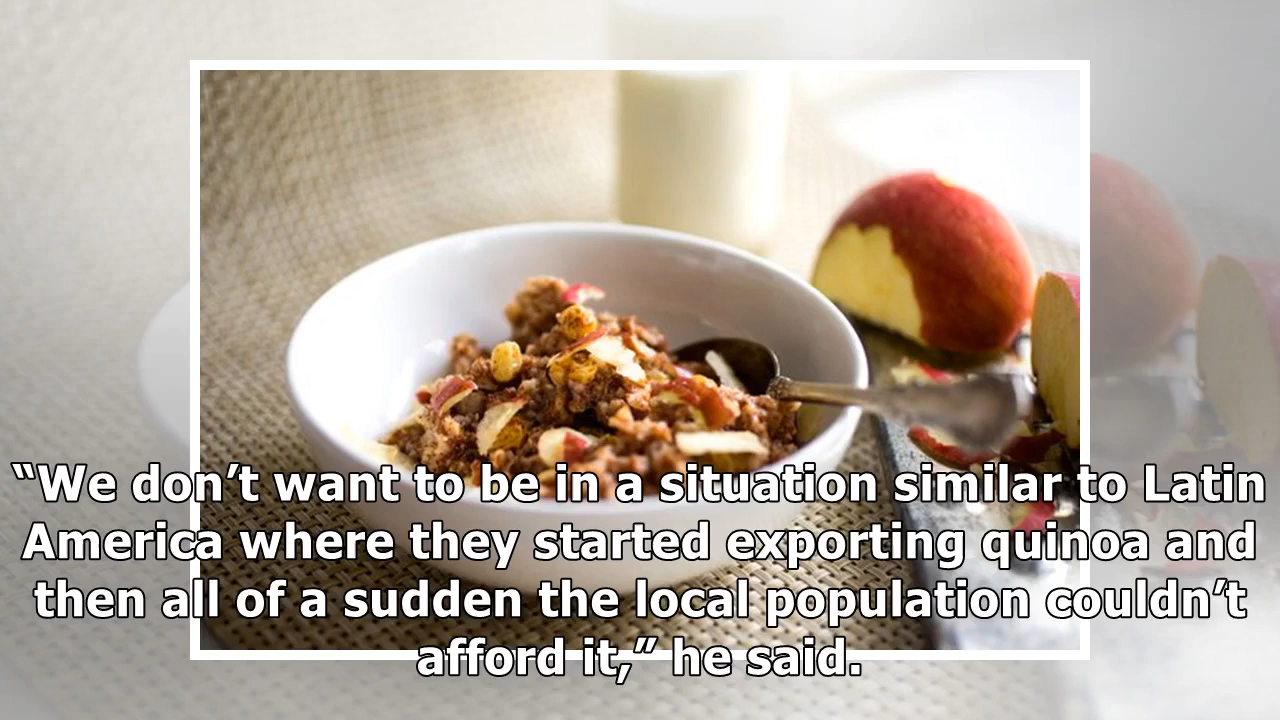 “We don’t want to be in a situation similar to Latin
America where they started exporting quinoa and
then all of a sudden the local population couldn’t
afford it,” he said.